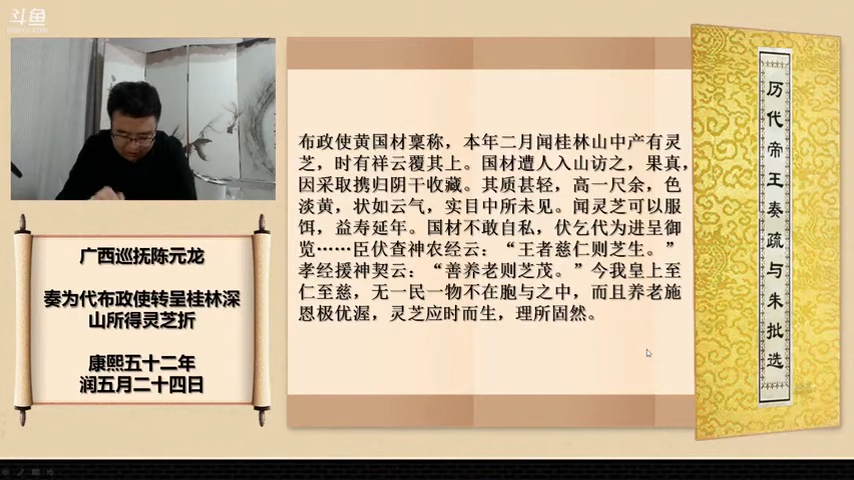 斗鱼
广西巡抚陈元龙
奏为代布政使转呈桂林深
山所得灵芝折
康熙五十二年
润五月二十四日
布政使黄国材稟称，本年二月闻桂林山中产有灵
芝，时有祥云覆其上。国材遭人入山访之，果真，
因采取携归阴干收藏。其质甚轻，高一尺余，色
淡黄，状如云气，实目中所未见。闻灵芝可以服
饵，益寿延年。国材不敢自私，伏乞代为进呈御
览……臣伏查神农经云：“王者慈仁则芝生。”
孝经援神契云：“善养老则芝茂。”今我皇上至
仁至慈，无一民一物不在胞与之中，而且养老施
恩极优渥，灵芝应时而生，理所固然。
历代帝王奏疏与朱批选